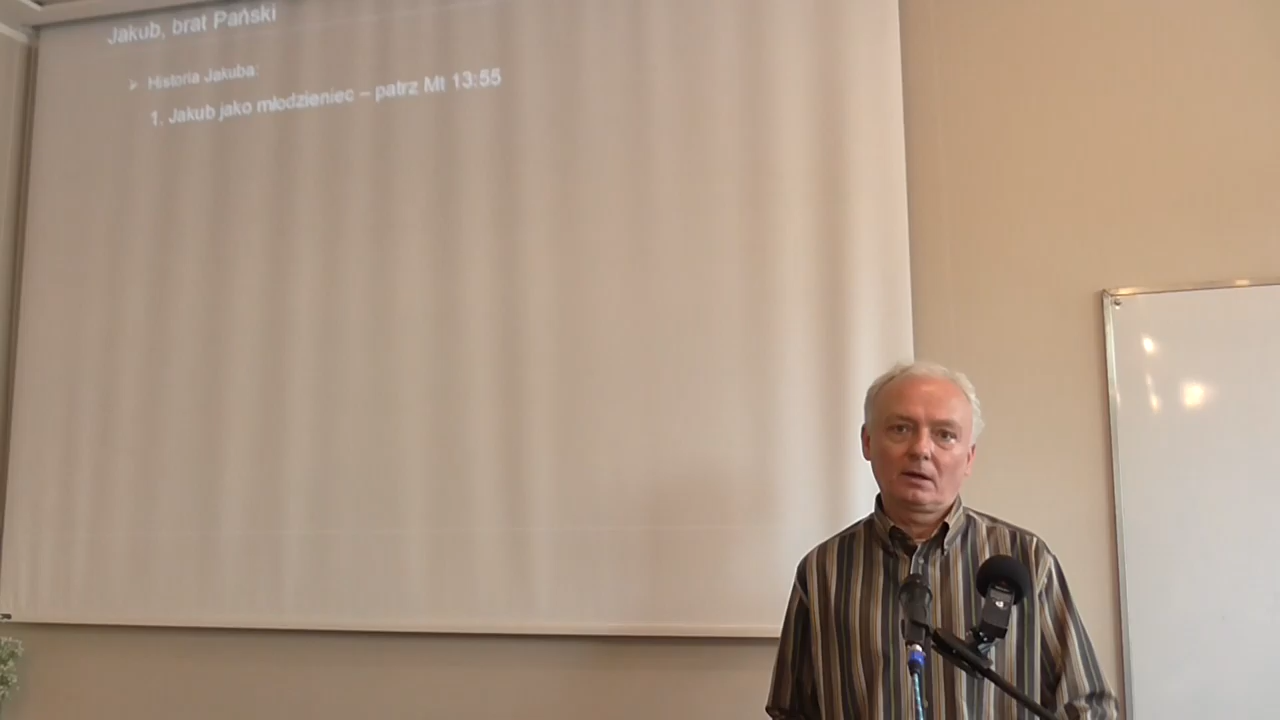 Jakub, brat Pański
➢ Historia Jakuba:
1. Jakub jako młodzieniec – patrz Mt 13:55